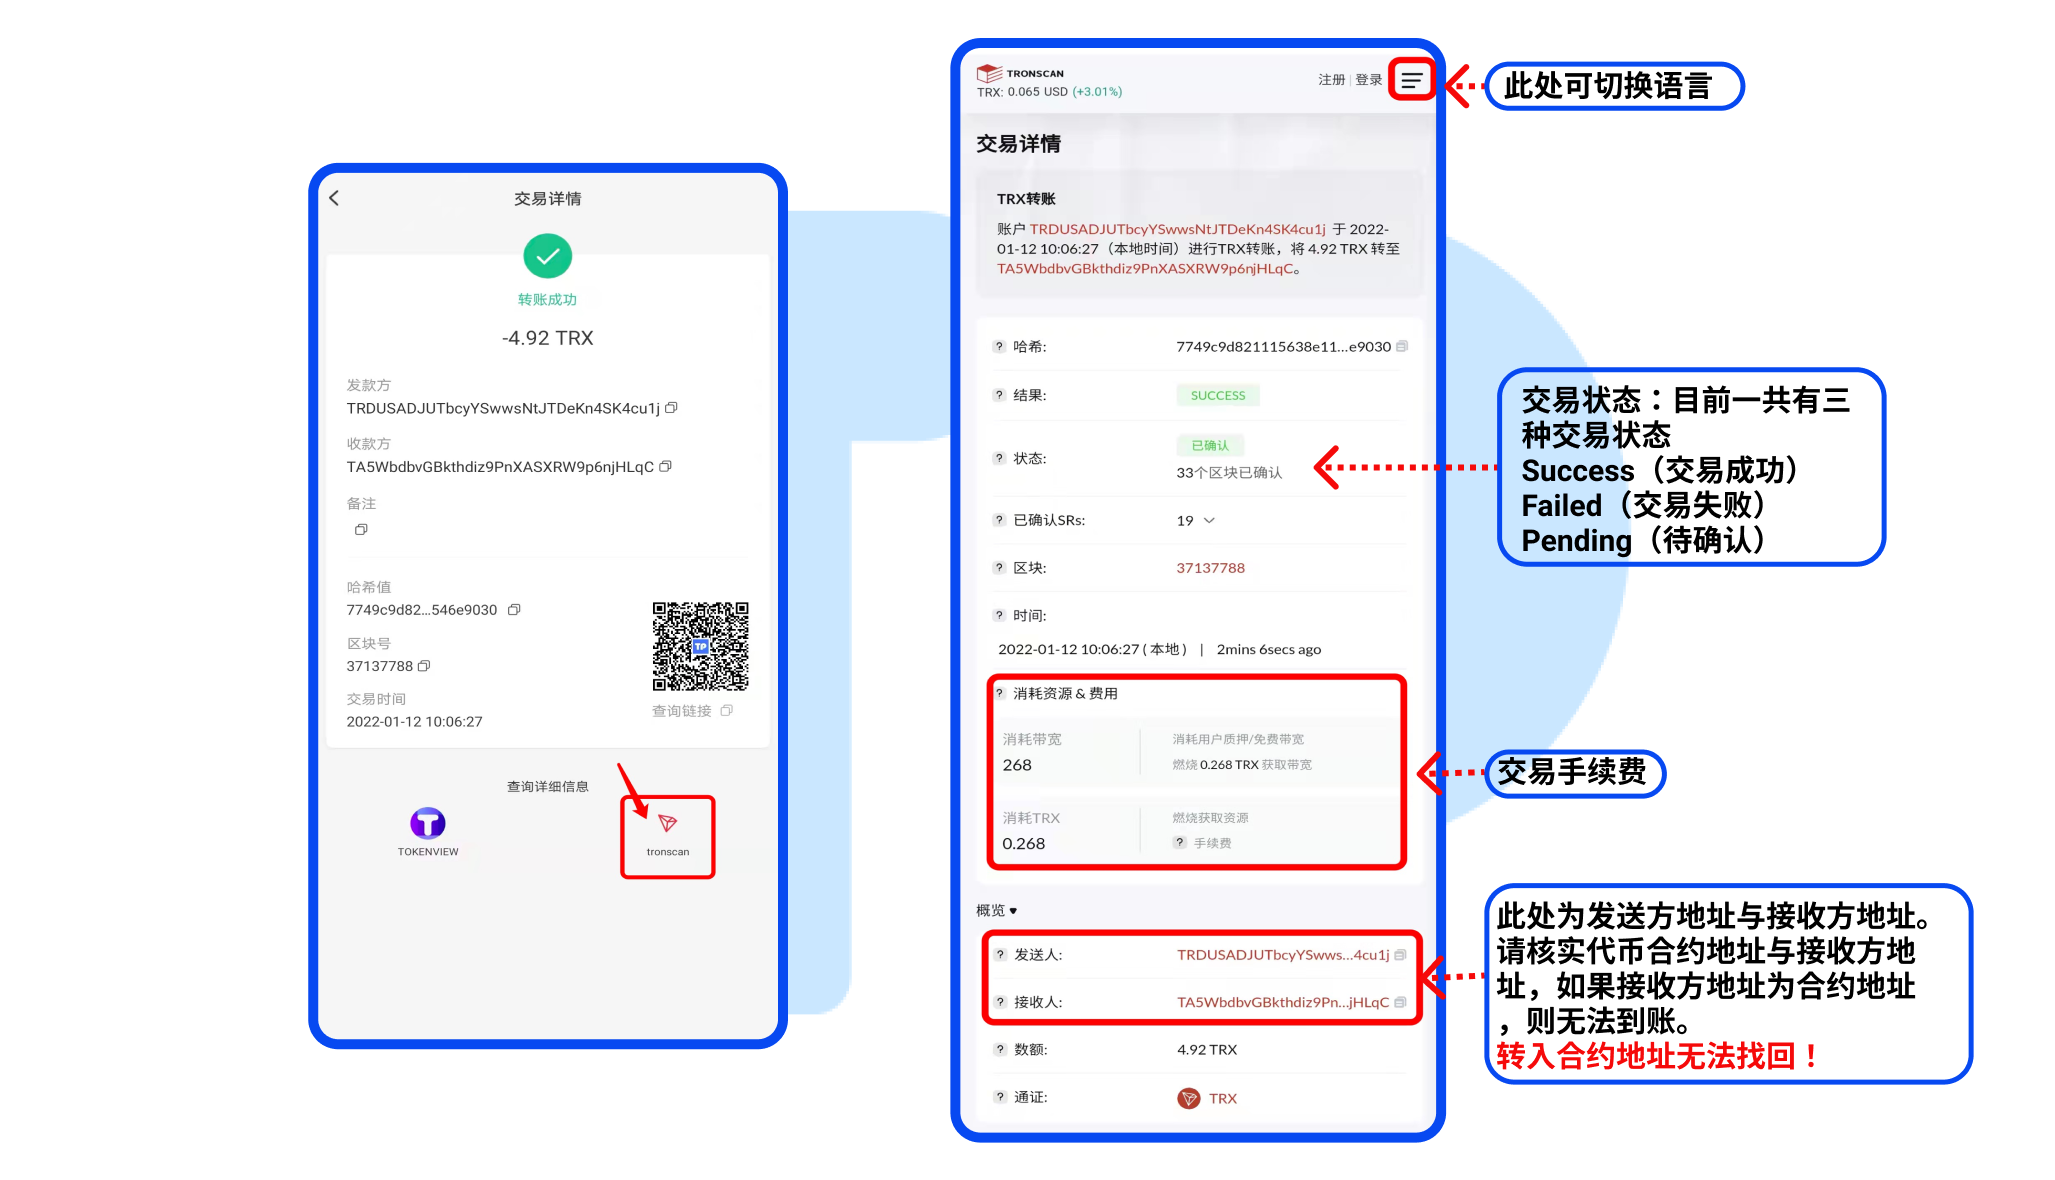 交易详情
转账成功
-4.92 TRX
发款方
TRDUSADJUTbcyYSwwsNtJTDeKn4SK4cu1j
收款方
TA5WbdbvGBkthdiz9PnXASXRW9p6njHLqC
备注
哈希值
7749c9d82...546e9030
区块号
37137788
交易时间
2022-01-12 10:06:27
TP
查询链接
查询详细信息
TOKENVIEW
tronscan
TRONSCAN
TRX: 0.065 USD (+3.01%)
注册 | 登录
交易详情
TRX转账
账户 TRDUSADJUTbcyYSwwsNtJTDeKn4SK4cu1j 于 2022-
01-12 10:06:27（本地时间）进行TRX转账，将 4.92 TRX 转至
TA5WbdbvGBkthdiz9PnXASXRW9p6njHLqC。
? 哈希: 7749c9d821115638e11...e9030
? 结果: SUCCESS
? 状态: 已确认
33个区块已确认
? 已确认SRs: 19
? 区块: 37137788
? 时间:
2022-01-12 10:06:27 ( 本地 ) | 2mins 6secs ago
? 消耗资源 & 费用
消耗带宽 消耗用户质押/免费带宽
268 燃烧 0.268 TRX 获取带宽
消耗TRX 燃烧获取资源
0.268 ? 手续费
概览
? 发送人: TRDUSADJUTbcyYSwws...4cu1j
? 接收人: TA5WbdbvGBkthdiz9Pn...jHLqC
? 数额: 4.92 TRX
? 通证: TRX
此处可切换语言
交易状态：目前一共有三
种交易状态
Success（交易成功）
Failed（交易失败）
Pending（待确认）
交易手续费
此处为发送方地址与接收方地址。
请核实代币合约地址与接收方地
址，如果接收方地址为合约地址
，则无法到账。
转入合约地址无法找回！